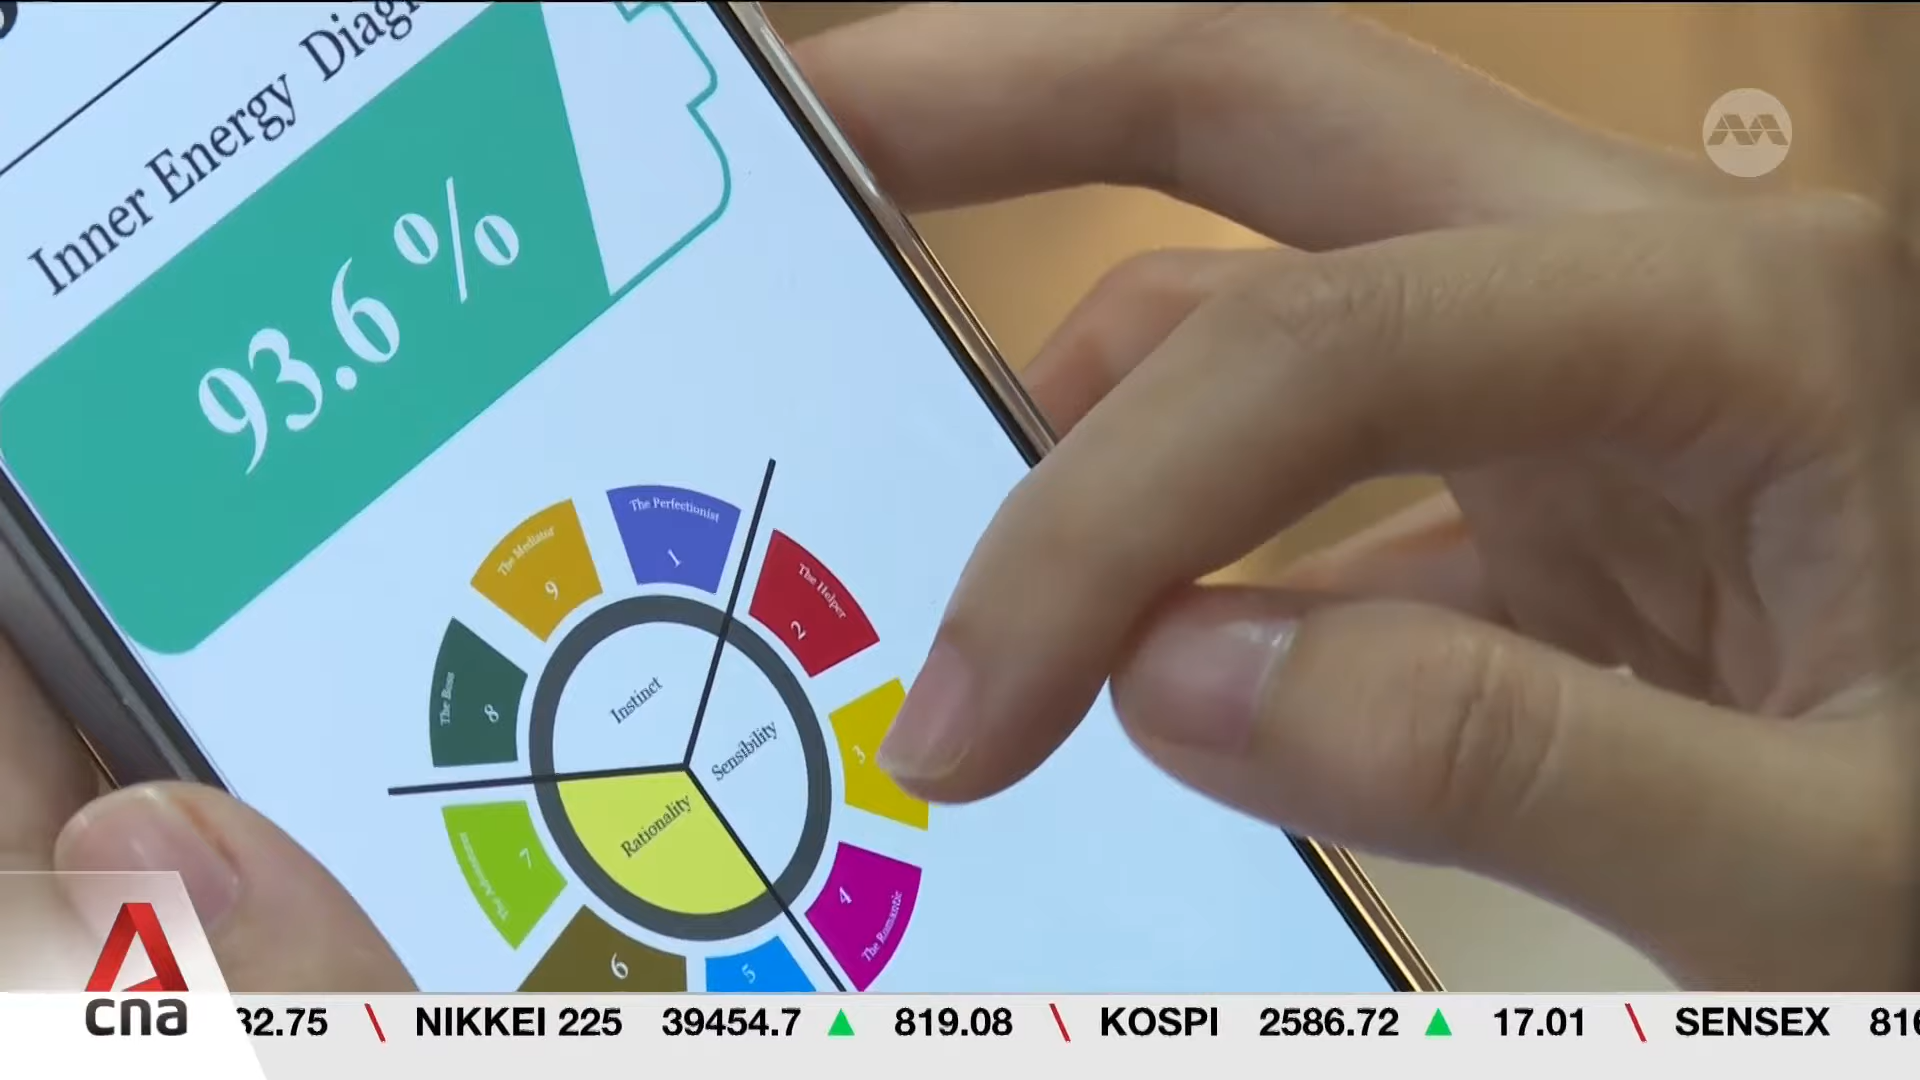 Inner Energy Diag
93.6 %
The Perfectionist
1
The Helper
2
3
4
The Romantic
5
6
7
The Boss
8
The Mediator
9
Instinct
Sensibility
Rationality
cna
32.75 \ NIKKEI 225 39454.7 ▲ 819.08 \ KOSPI 2586.72 ▲ 17.01 \ SENSEX 816